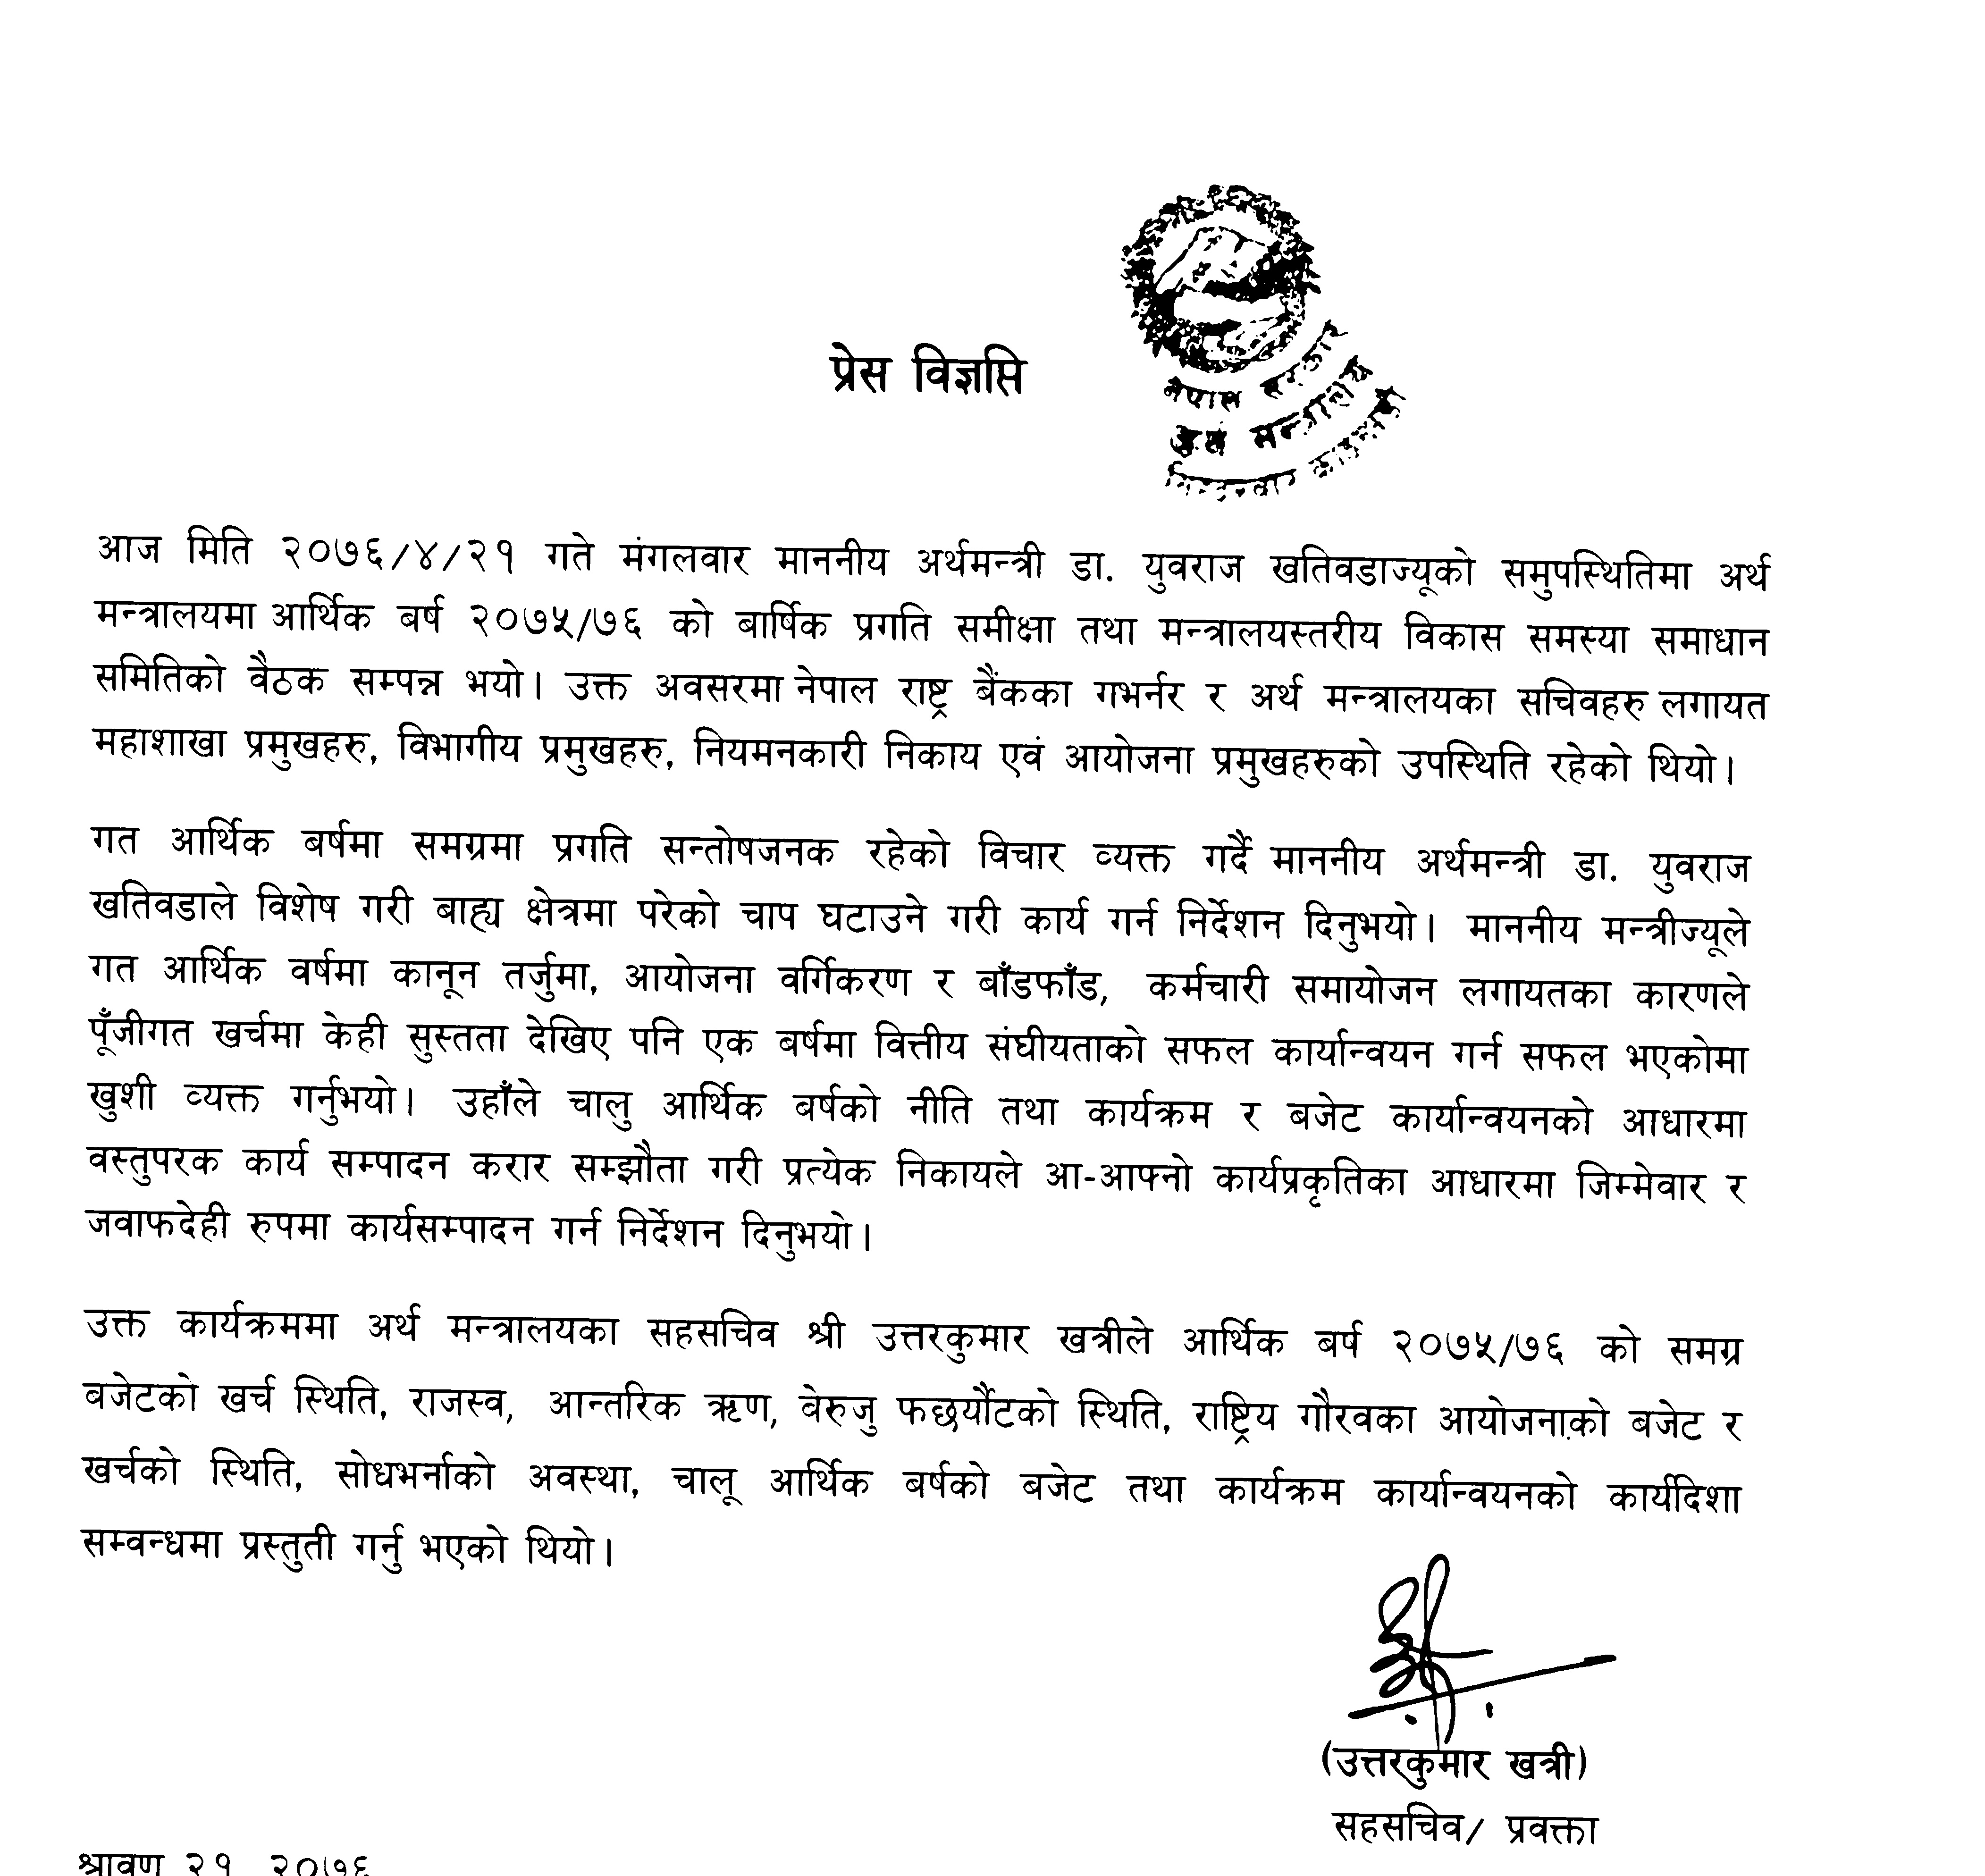 प्रेस विज्ञप्ति
नेपाल सरकार
अर्थ मन्त्रालय
आज मिति २०७६/४/२१ गते मंगलवार माननीय अर्थमन्त्री डा. युवराज खतिवडाज्यूको समुपस्थितिमा अर्थ
मन्त्रालयमा आर्थिक बर्ष २०७५/७६ को बार्षिक प्रगति समीक्षा तथा मन्त्रालयस्तरीय विकास समस्या समाधान
समितिको वैठक सम्पन्न भयो। उक्त अवसरमा नेपाल राष्ट्र बैंकका गभर्नर र अर्थ मन्त्रालयका सचिवहरु लगायत
महाशाखा प्रमुखहरु, विभागीय प्रमुखहरु, नियमनकारी निकाय एवं आयोजना प्रमुखहरुको उपस्थिति रहेको थियो।
गत आर्थिक बर्षमा समग्रमा प्रगति सन्तोषजनक रहेको विचार व्यक्त गर्दै माननीय अर्थमन्त्री डा. युवराज
खतिवडाले विशेष गरी बाह्य क्षेत्रमा परेको चाप घटाउने गरी कार्य गर्न निर्देशन दिनुभयो। माननीय मन्त्रीज्यूले
गत आर्थिक वर्षमा कानून तर्जुमा, आयोजना वर्गिकरण र बाँडफाँड, कर्मचारी समायोजन लगायतका कारणले
पूँजीगत खर्चमा केही सुस्तता देखिए पनि एक बर्षमा वित्तीय संघीयताको सफल कार्यान्वयन गर्न सफल भएकोमा
खुशी व्यक्त गर्नुभयो। उहाँले चालु आर्थिक बर्षको नीति तथा कार्यक्रम र बजेट कार्यान्वयनको आधारमा
वस्तुपरक कार्य सम्पादन करार सम्झौता गरी प्रत्येक निकायले आ-आफ्नो कार्यप्रकृतिका आधारमा जिम्मेवार र
जवाफदेही रुपमा कार्यसम्पादन गर्न निर्देशन दिनुभयो।
उक्त कार्यक्रममा अर्थ मन्त्रालयका सहसचिव श्री उत्तरकुमार खत्रीले आर्थिक बर्ष २०७५/७६ को समग्र
बजेटको खर्च स्थिति, राजस्व, आन्तरिक ऋण, बेरुजु फछर्यौटको स्थिति, राष्ट्रिय गौरवका आयोजनाको बजेट र
खर्चको स्थिति, सोधभर्नाको अवस्था, चालू आर्थिक बर्षको बजेट तथा कार्यक्रम कार्यान्वयनको कार्यदिशा
सम्वन्धमा प्रस्तुती गर्नु भएको थियो।
(उत्तरकुमार खत्री)
सहसचिव/ प्रवक्ता
श्रावण २१, २०७६